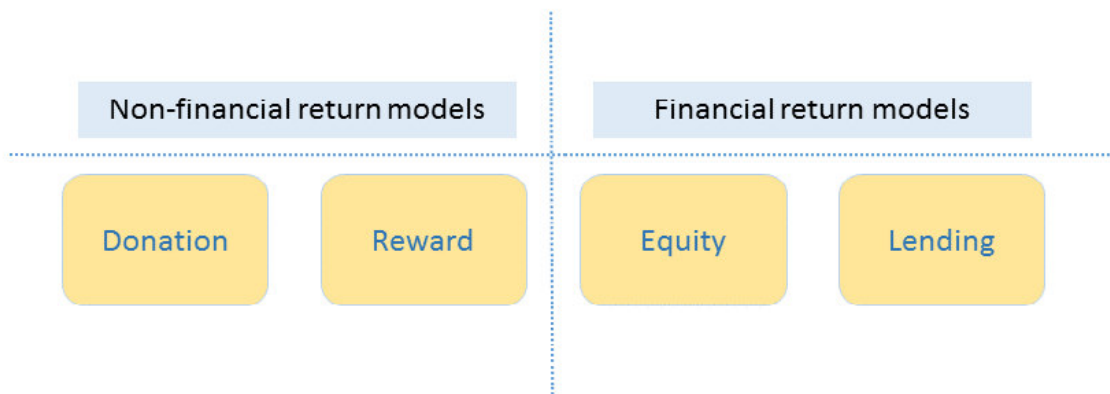 Non-financial return models
Financial return models
Donation
Reward
Equity
Lending